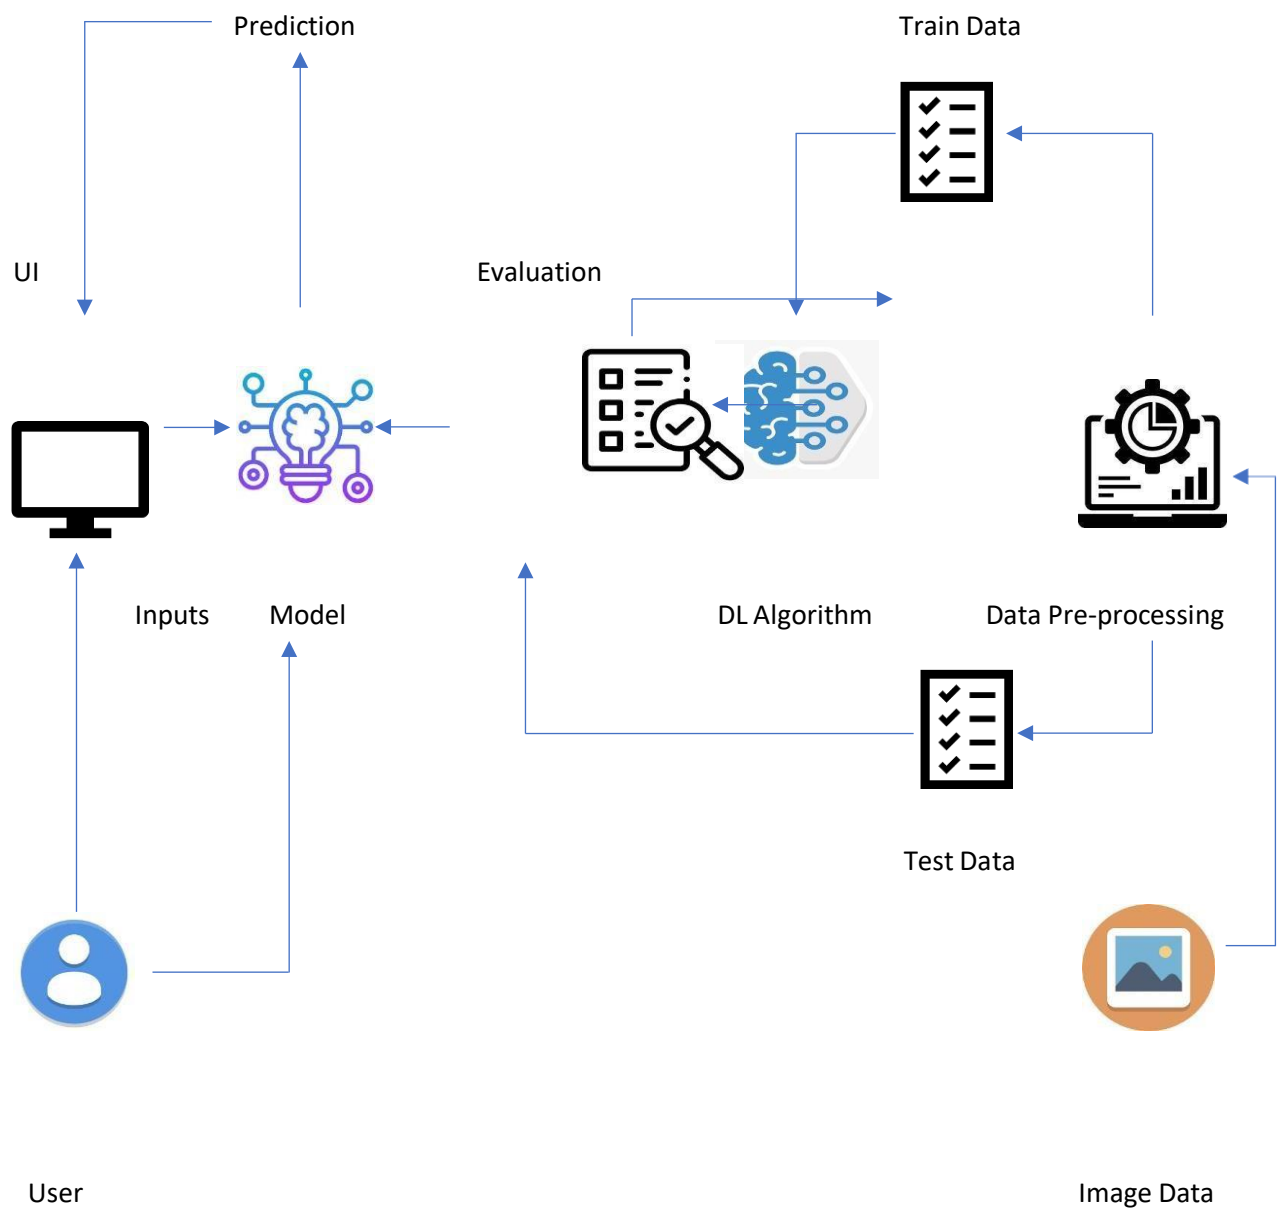 Prediction
Train Data
UI
Evaluation
Inputs
Model
DL Algorithm
Data Pre-processing
Test Data
User
Image Data